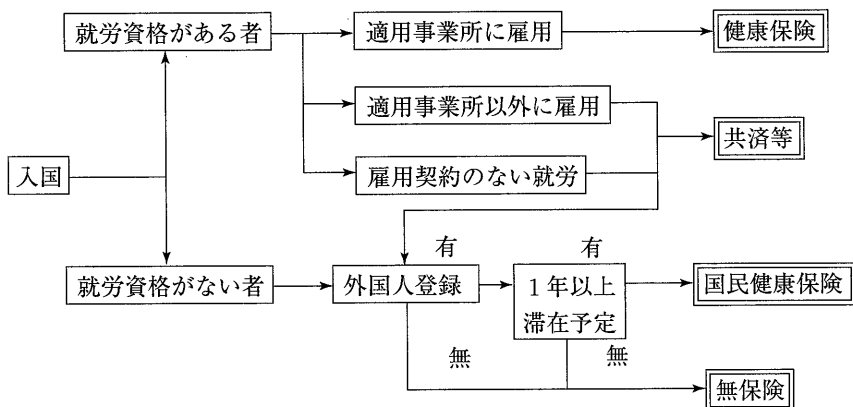 就労資格がある者
適用事業所に雇用
健康保険
適用事業所以外に雇用
共済等
入国
雇用契約のない就労
有
有
就労資格がない者
外国人登録
1年以上
滞在予定
国民健康保険
無
無
無保険